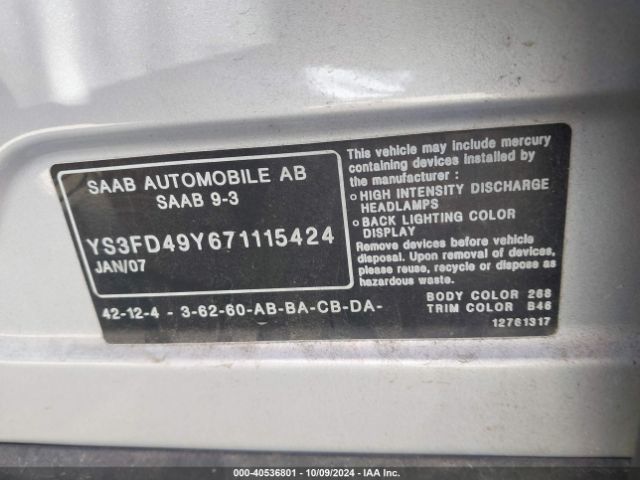 SAAB AUTOMOBILE AB
SAAB 9-3
YS3FD49Y671115424
JAN/07
42-12-4 - 3-62-60-AB-BA-CB-DA-
This vehicle may include mercury
containing devices installed by
the manufacturer :
o HIGH INTENSITY DISCHARGE
HEADLAMPS
o BACK LIGHTING COLOR
DISPLAY
Remove devices before vehicle
disposal. Upon removal of devices,
please reuse, recycle or dispose as
hazardous waste.
BODY COLOR 268
TRIM COLOR B46
12761317
000-40536801 - 10/09/2024 - IAA Inc.